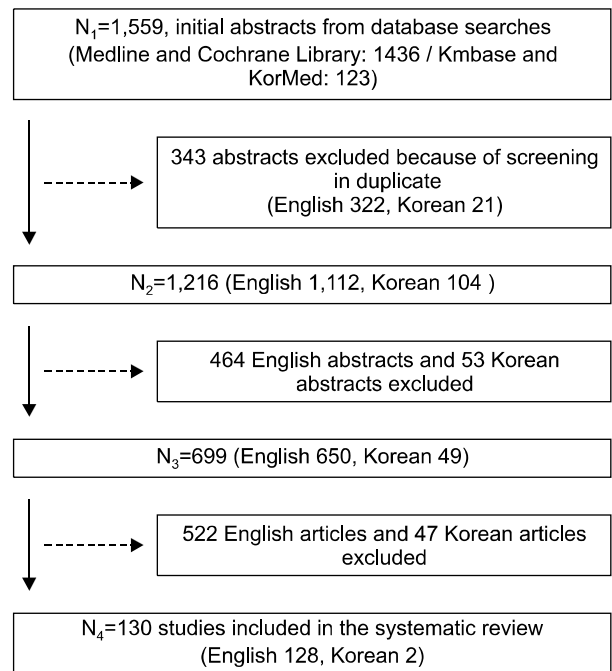 N₁=1,559, initial abstracts from database searches
(Medline and Cochrane Library: 1436 / Kmbase and
KorMed: 123)
343 abstracts excluded because of screening
in duplicate
(English 322, Korean 21)
N₂=1,216 (English 1,112, Korean 104 )
464 English abstracts and 53 Korean
abstracts excluded
N₃=699 (English 650, Korean 49)
522 English articles and 47 Korean articles
excluded
N₄=130 studies included in the systematic review
(English 128, Korean 2)